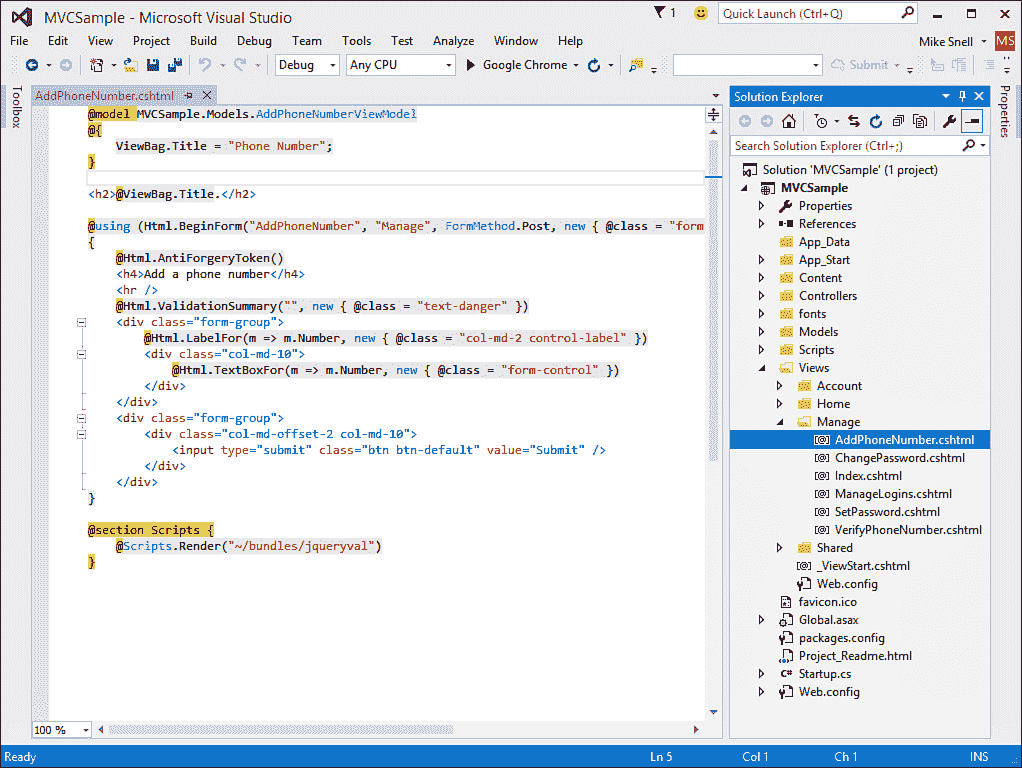 MVCSample - Microsoft Visual Studio
1
Quick Launch (Ctrl+Q)
File Edit View Project Build Debug Team Tools Test Analyze Window Help
Mike Snell
MS
Debug
Any CPU
Google Chrome
Submit
Toolbox
AddPhoneNumber.cshtml
@model MVCSample.Models.AddPhoneNumberViewModel
@{
ViewBag.Title = "Phone Number";
}
<h2>@ViewBag.Title.</h2>
@using (Html.BeginForm("AddPhoneNumber", "Manage", FormMethod.Post, new { @class = "form
{
@Html.AntiForgeryToken()
<h4>Add a phone number</h4>
<hr />
@Html.ValidationSummary("", new { @class = "text-danger" })
<div class="form-group">
@Html.LabelFor(m => m.Number, new { @class = "col-md-2 control-label" })
<div class="col-md-10">
@Html.TextBoxFor(m => m.Number, new { @class = "form-control" })
</div>
</div>
<div class="form-group">
<div class="col-md-offset-2 col-md-10">
<input type="submit" class="btn btn-default" value="Submit" />
</div>
</div>
}
@section Scripts {
@Scripts.Render("~/bundles/jqueryval")
}
100 %
Solution Explorer
Search Solution Explorer (Ctrl+;)
Solution 'MVCSample' (1 project)
MVCSample
Properties
References
App_Data
App_Start
Content
Controllers
fonts
Models
Scripts
Views
Account
Home
Manage
AddPhoneNumber.cshtml
ChangePassword.cshtml
Index.cshtml
ManageLogins.cshtml
SetPassword.cshtml
VerifyPhoneNumber.cshtml
Shared
_ViewStart.cshtml
Web.config
favicon.ico
Global.asax
packages.config
Project_Readme.html
Startup.cs
Web.config
Properties
Ready
Ln 5
Col 1
Ch 1
INS